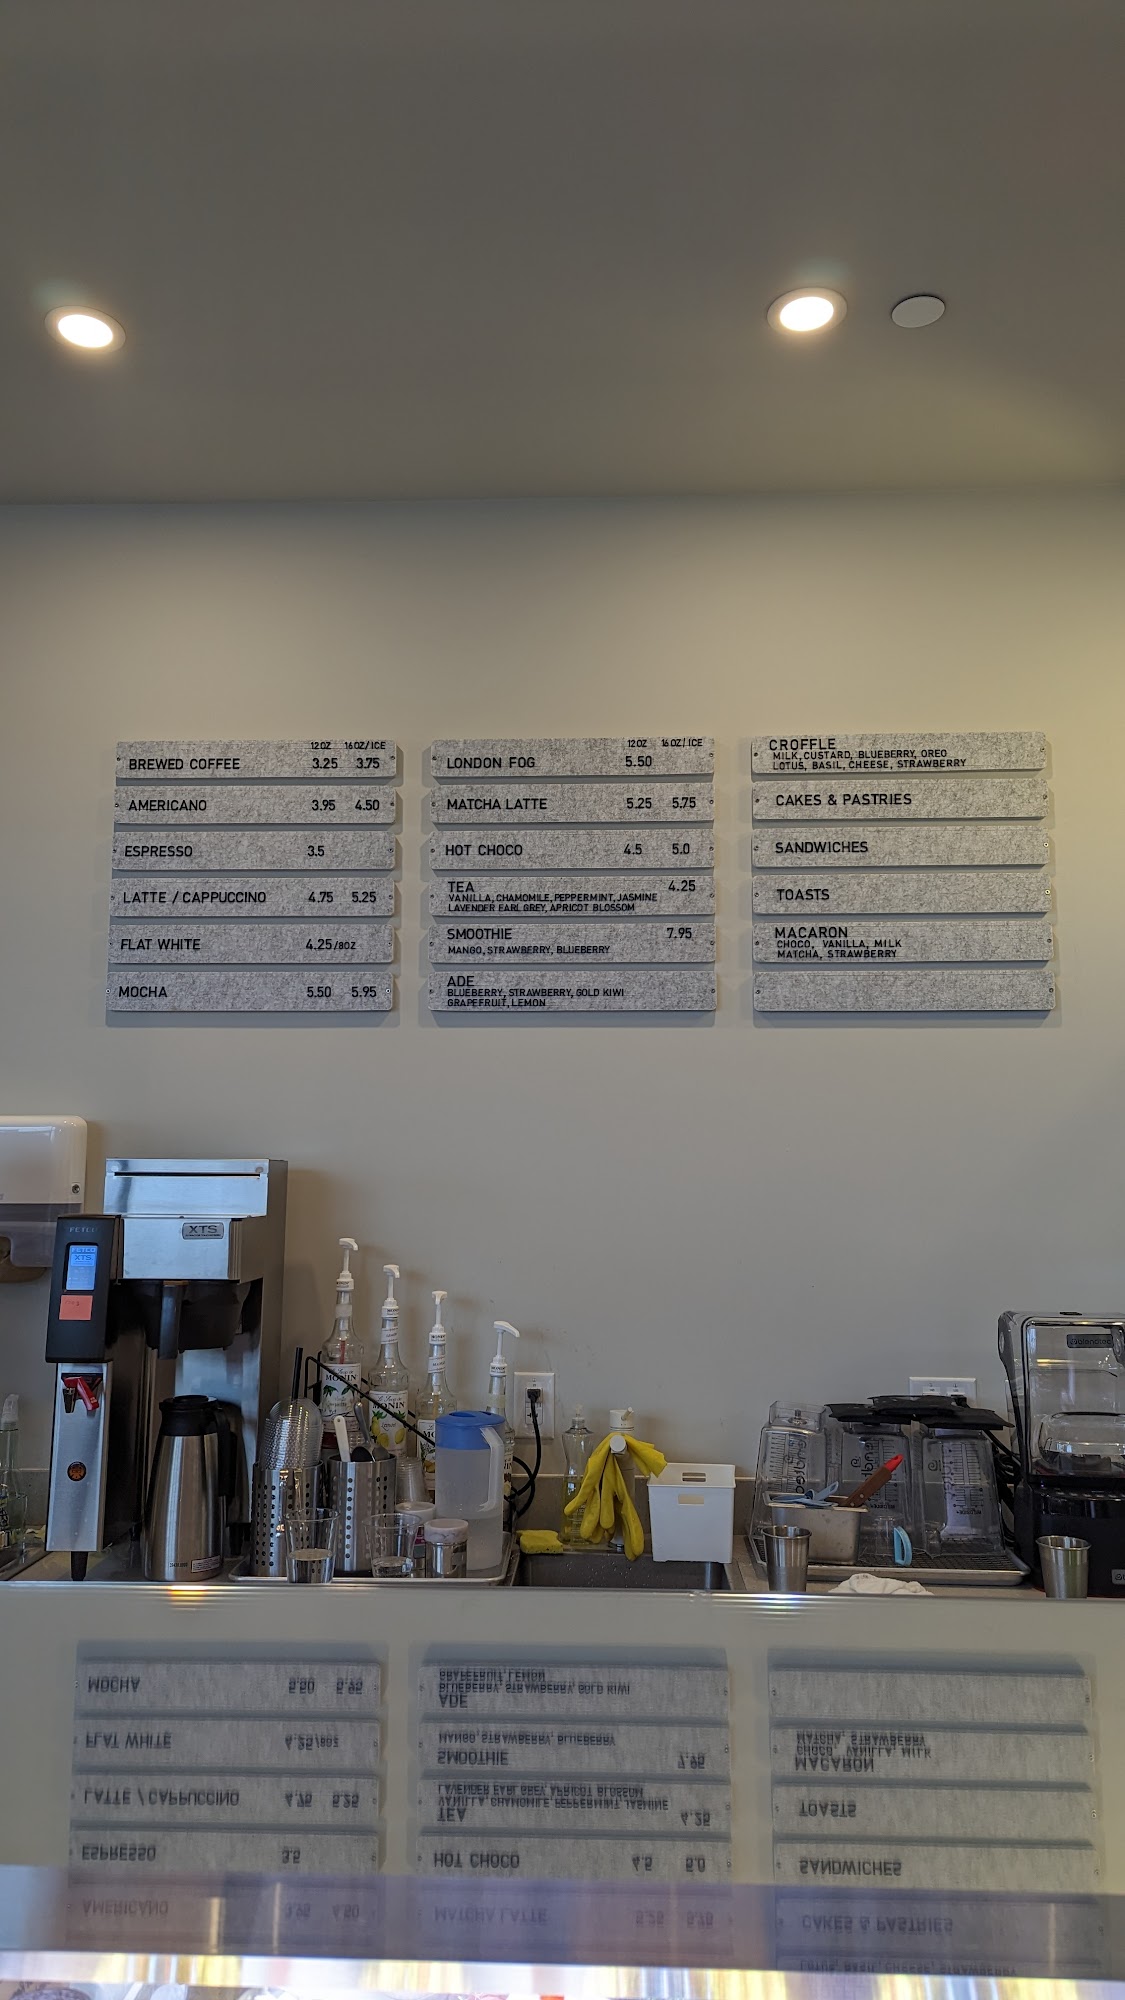 12OZ 16OZ/ICE
BREWED COFFEE 3.25 3.75
AMERICANO 3.95 4.50
ESPRESSO 3.5
LATTE / CAPPUCCINO 4.75 5.25
FLAT WHITE 4.25/8OZ
MOCHA 5.50 5.95
12OZ 16OZ/ICE
LONDON FOG 5.50
MATCHA LATTE 5.25 5.75
HOT CHOCO 4.5 5.0
TEA 4.25
VANILLA, CHAMOMILE, PEPPERMINT, JASMINE
LAVENDER EARL GREY, APRICOT BLOSSOM
SMOOTHIE 7.95
MANGO, STRAWBERRY, BLUEBERRY
ADE
BLUEBERRY, STRAWBERRY, GOLD KIWI
GRAPEFRUIT, LEMON
CROFFLE
MILK, CUSTARD, BLUEBERRY, OREO
LOTUS, BASIL, CHEESE, STRAWBERRY
CAKES & PASTRIES
SANDWICHES
TOASTS
MACARON
CHOCO, VANILLA, MILK
MATCHA, STRAWBERRY
FETCO
XTS
MONIN
MONIN
blendtec